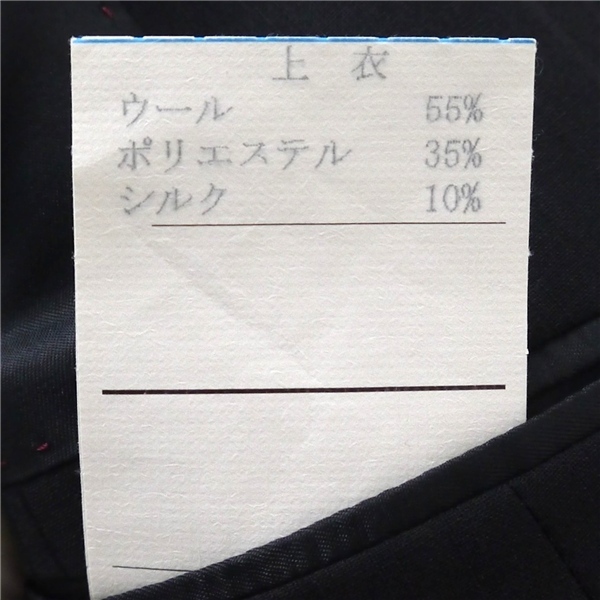 上 衣
ウール 55%
ポリエステル 35%
シルク 10%